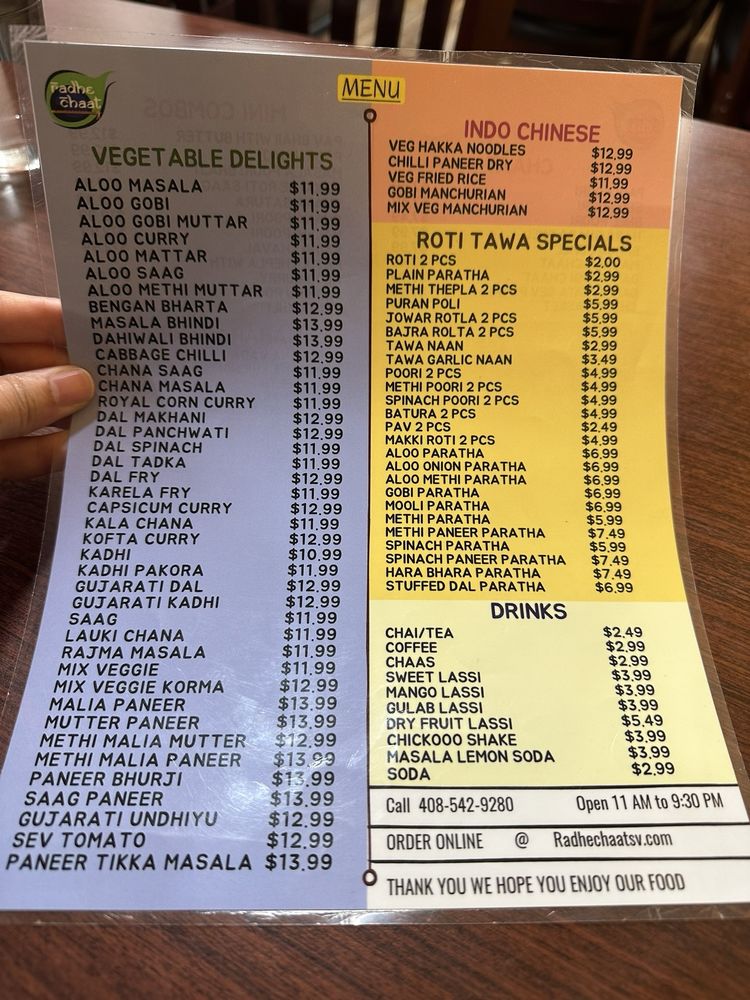 radhe
chaat
MENU
VEGETABLE DELIGHTS
ALOO MASALA $11.99
ALOO GOBI $11.99
ALOO GOBI MUTTAR $11.99
ALOO CURRY $11.99
ALOO MATTAR $11.99
ALOO SAAG $11.99
ALOO METHI MUTTAR $11.99
BENGAN BHARTA $12.99
MASALA BHINDI $13.99
DAHIWALI BHINDI $13.99
CABBAGE CHILLI $12.99
CHANA SAAG $11.99
CHANA MASALA $11.99
ROYAL CORN CURRY $11.99
DAL MAKHANI $12.99
DAL PANCHWATI $12.99
DAL SPINACH $11.99
DAL TADKA $11.99
DAL FRY $12.99
KARELA FRY $11.99
CAPSICUM CURRY $12.99
KALA CHANA $11.99
KOFTA CURRY $12.99
KADHI $10.99
KADHI PAKORA $11.99
GUJARATI DAL $12.99
GUJARATI KADHI $12.99
SAAG $11.99
LAUKI CHANA $11.99
RAJMA MASALA $11.99
MIX VEGGIE $11.99
MIX VEGGIE KORMA $12.99
MALIA PANEER $13.99
MUTTER PANEER $13.99
METHI MALIA MUTTER $12.99
METHI MALIA PANEER $13.99
PANEER BHURJI $13.99
SAAG PANEER $13.99
GUJARATI UNDHIYU $12.99
SEV TOMATO $12.99
PANEER TIKKA MASALA $13.99
INDO CHINESE
VEG HAKKA NOODLES $12.99
CHILLI PANEER DRY $12.99
VEG FRIED RICE $11.99
GOBI MANCHURIAN $12.99
MIX VEG MANCHURIAN $12.99
ROTI TAWA SPECIALS
ROTI 2 PCS $2.00
PLAIN PARATHA $2.99
METHI THEPLA 2 PCS $2.99
PURAN POLI $5.99
JOWAR ROTLA 2 PCS $5.99
BAJRA ROLTA 2 PCS $5.99
TAWA NAAN $2.99
TAWA GARLIC NAAN $3.49
POORI 2 PCS $4.99
METHI POORI 2 PCS $4.99
SPINACH POORI 2 PCS $4.99
BATURA 2 PCS $4.99
PAV 2 PCS $2.49
MAKKI ROTI 2 PCS $4.99
ALOO PARATHA $6.99
ALOO ONION PARATHA $6.99
ALOO METHI PARATHA $6.99
GOBI PARATHA $6.99
MOOLI PARATHA $6.99
METHI PARATHA $5.99
METHI PANEER PARATHA $7.49
SPINACH PARATHA $5.99
SPINACH PANEER PARATHA $7.49
HARA BHARA PARATHA $7.49
STUFFED DAL PARATHA $6.99
DRINKS
CHAI/TEA $2.49
COFFEE $2.99
CHAAS $2.99
SWEET LASSI $3.99
MANGO LASSI $3.99
GULAB LASSI $3.99
DRY FRUIT LASSI $5.49
CHICKOOO SHAKE $3.99
MASALA LEMON SODA $3.99
SODA $2.99
Call 408-542-9280 Open 11 AM to 9:30 PM
ORDER ONLINE @ Radhechaatsv.com
THANK YOU WE HOPE YOU ENJOY OUR FOOD